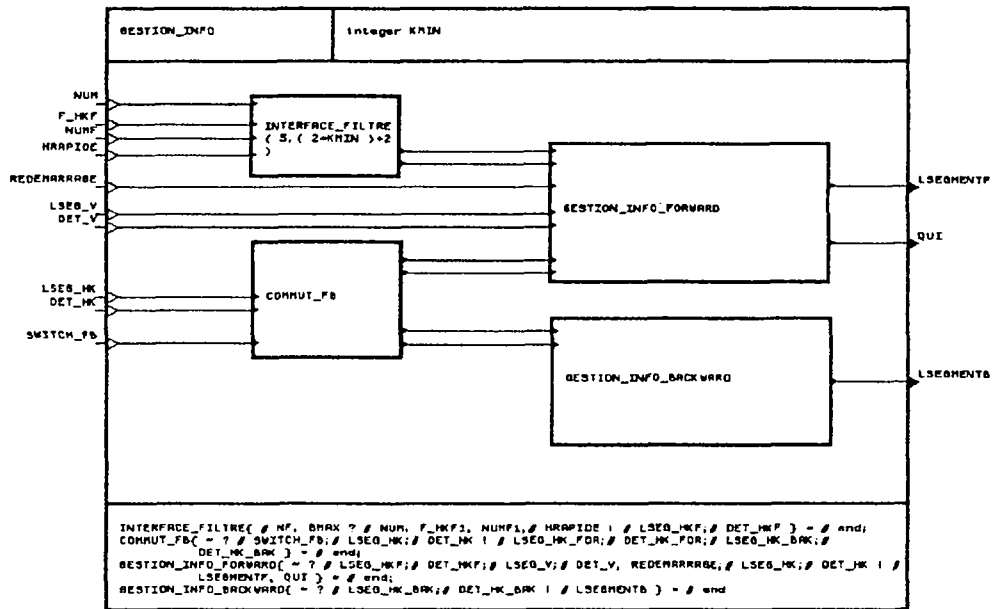 GESTION_INFO
integer KMIN
NUM
F_HKF
NUMF
HRAPIDE
INTERFACE_FILTRE
( 5,( 2*KMIN )+2
)
REDEMARRAGE
LSEG_V
DET_V
GESTION_INFO_FORWARD
LSEGMENTF
QUI
LSEG_HK
DET_HK
COMMUT_FB
SWITCH_FB
GESTION_INFO_BACKWARD
LSEGMENTB
INTERFACE_FILTRE{ # NF, BMAX ? # NUM, F_HKF1, NUMF1,# HRAPIDE ! # LSEG_HKF;# DET_HKF } = # end;
COMMUT_FB{ ~ ? # SWITCH_FB;# LSEG_HK;# DET_HK ! # LSEG_HK_FOR;# DET_HK_FOR;# LSEG_HK_BAK;#
DET_HK_BAK } = # end;
GESTION_INFO_FORWARD{ ~ ? # LSEG_HKF;# DET_HKF;# LSEG_V;# DET_V, REDEMARRAGE;# LSEG_HK;# DET_HK ! #
LSEGMENTF, QUI } = # end;
GESTION_INFO_BACKWARD{ ~ ? # LSEG_HK_BAK;# DET_HK_BAK ! # LSEGMENTB } = # end